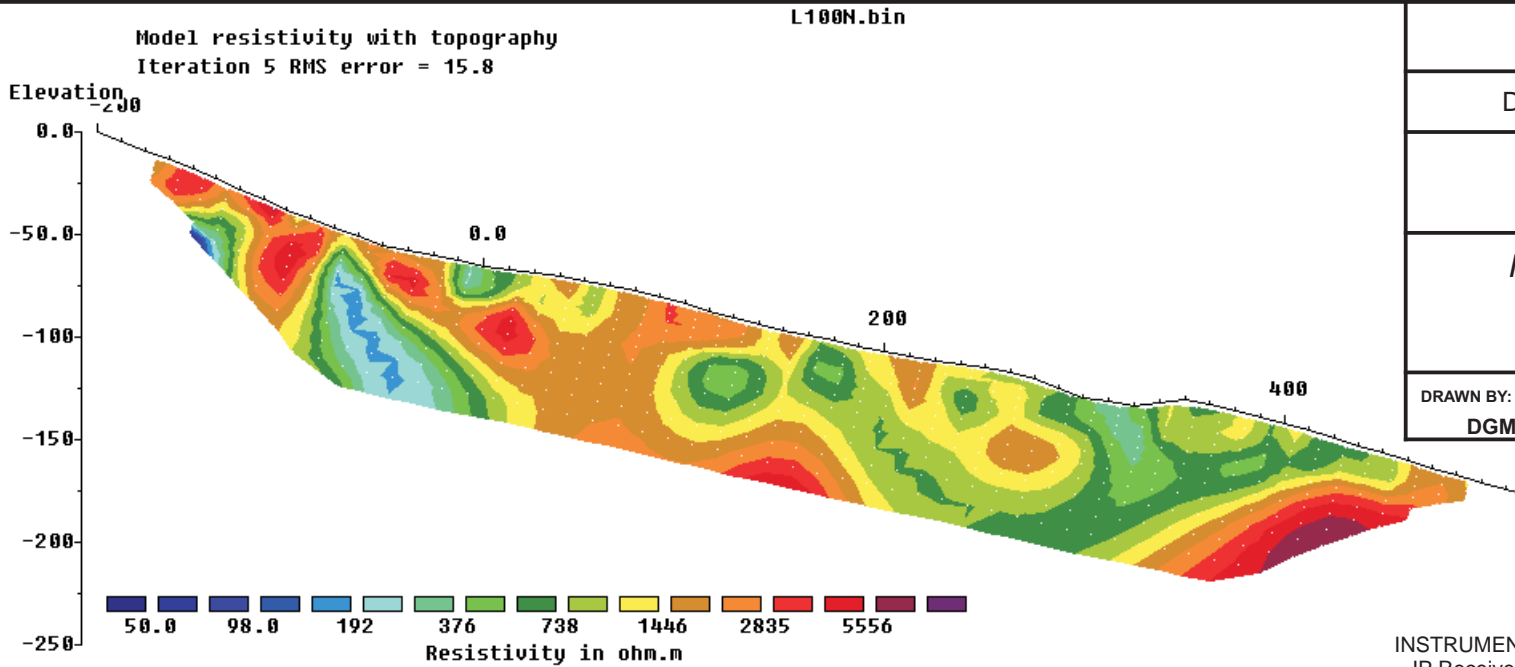 L100N.bin
Model resistivity with topography
Iteration 5 RMS error = 15.8
Elevation
-200
0.0
-50.0
0.0
-100
200
-150
400
-200
-250
50.0 98.0 192 376 738 1446 2835 5556
Resistivity in ohm.m
D
DRAWN BY:
DGM
INSTRUMEN
IP Receive